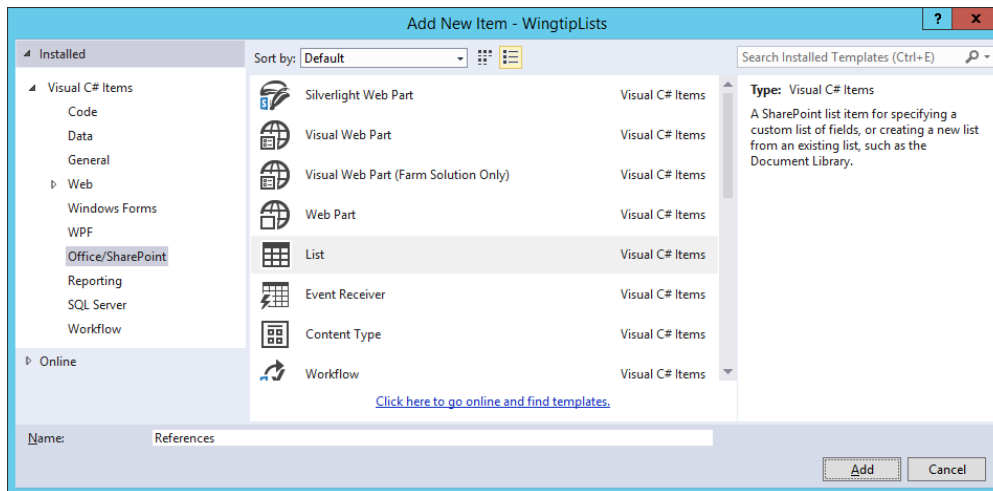 Add New Item - WingtipLists
? x
Installed
Sort by: Default
Search Installed Templates (Ctrl+E)
Visual C# Items
Code
Data
General
Web
Windows Forms
WPF
Office/SharePoint
Reporting
SQL Server
Workflow
Online
Silverlight Web Part Visual C# Items
Visual Web Part Visual C# Items
Visual Web Part (Farm Solution Only) Visual C# Items
Web Part Visual C# Items
List Visual C# Items
Event Receiver Visual C# Items
Content Type Visual C# Items
Workflow Visual C# Items
Click here to go online and find templates.
Type: Visual C# Items
A SharePoint list item for specifying a
custom list of fields, or creating a new list
from an existing list, such as the
Document Library.
Name: References
Add Cancel